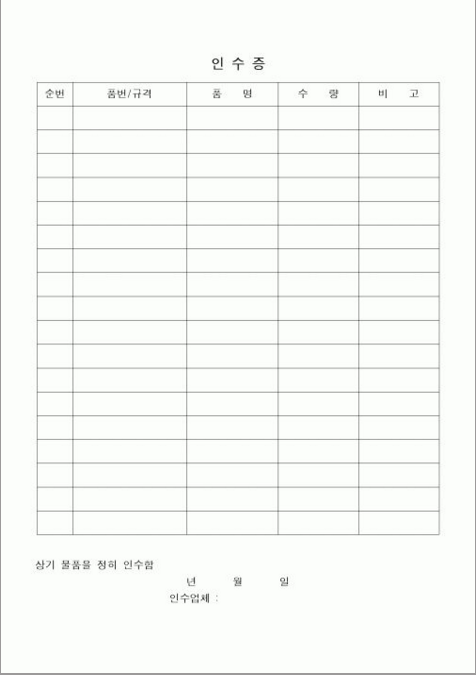 인 수 증
순번 품번/규격 품 명 수 량 비 고
상기 물품을 정히 인수함
년 월 일
인수업체 :